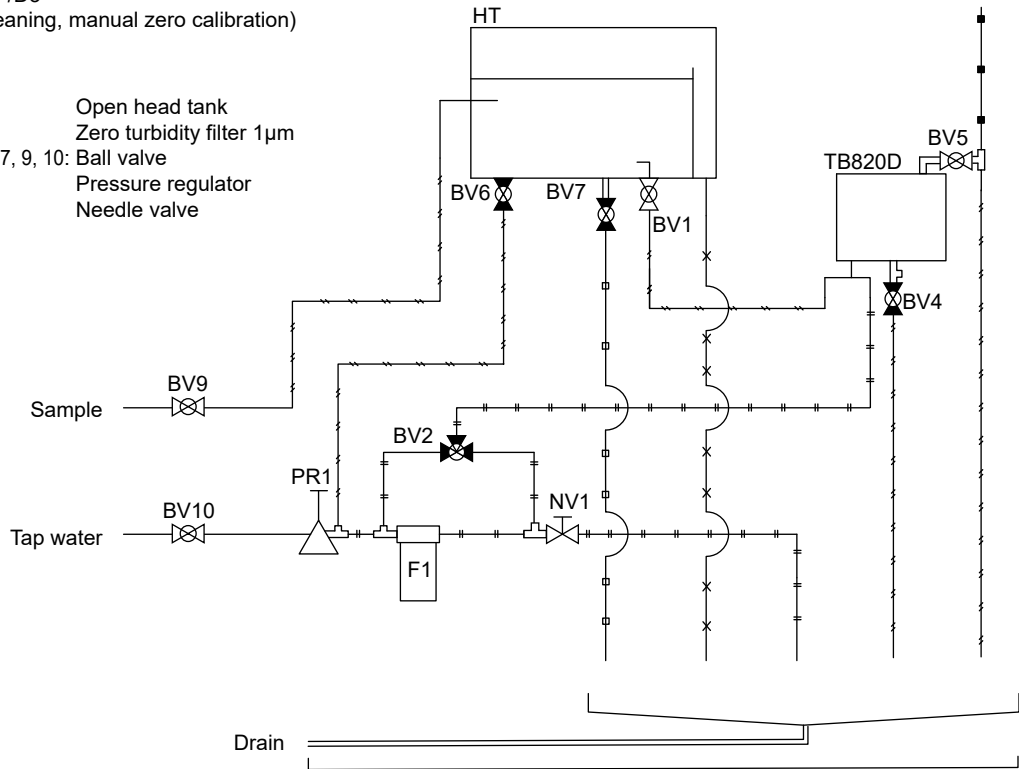 eaning, manual zero calibration)
HT
Open head tank
Zero turbidity filter 1μm
7, 9, 10: Ball valve
Pressure regulator
Needle valve
BV5
TB820D
BV6
BV7
BV1
BV4
BV9
Sample
BV2
PR1
NV1
BV10
Tap water
F1
Drain